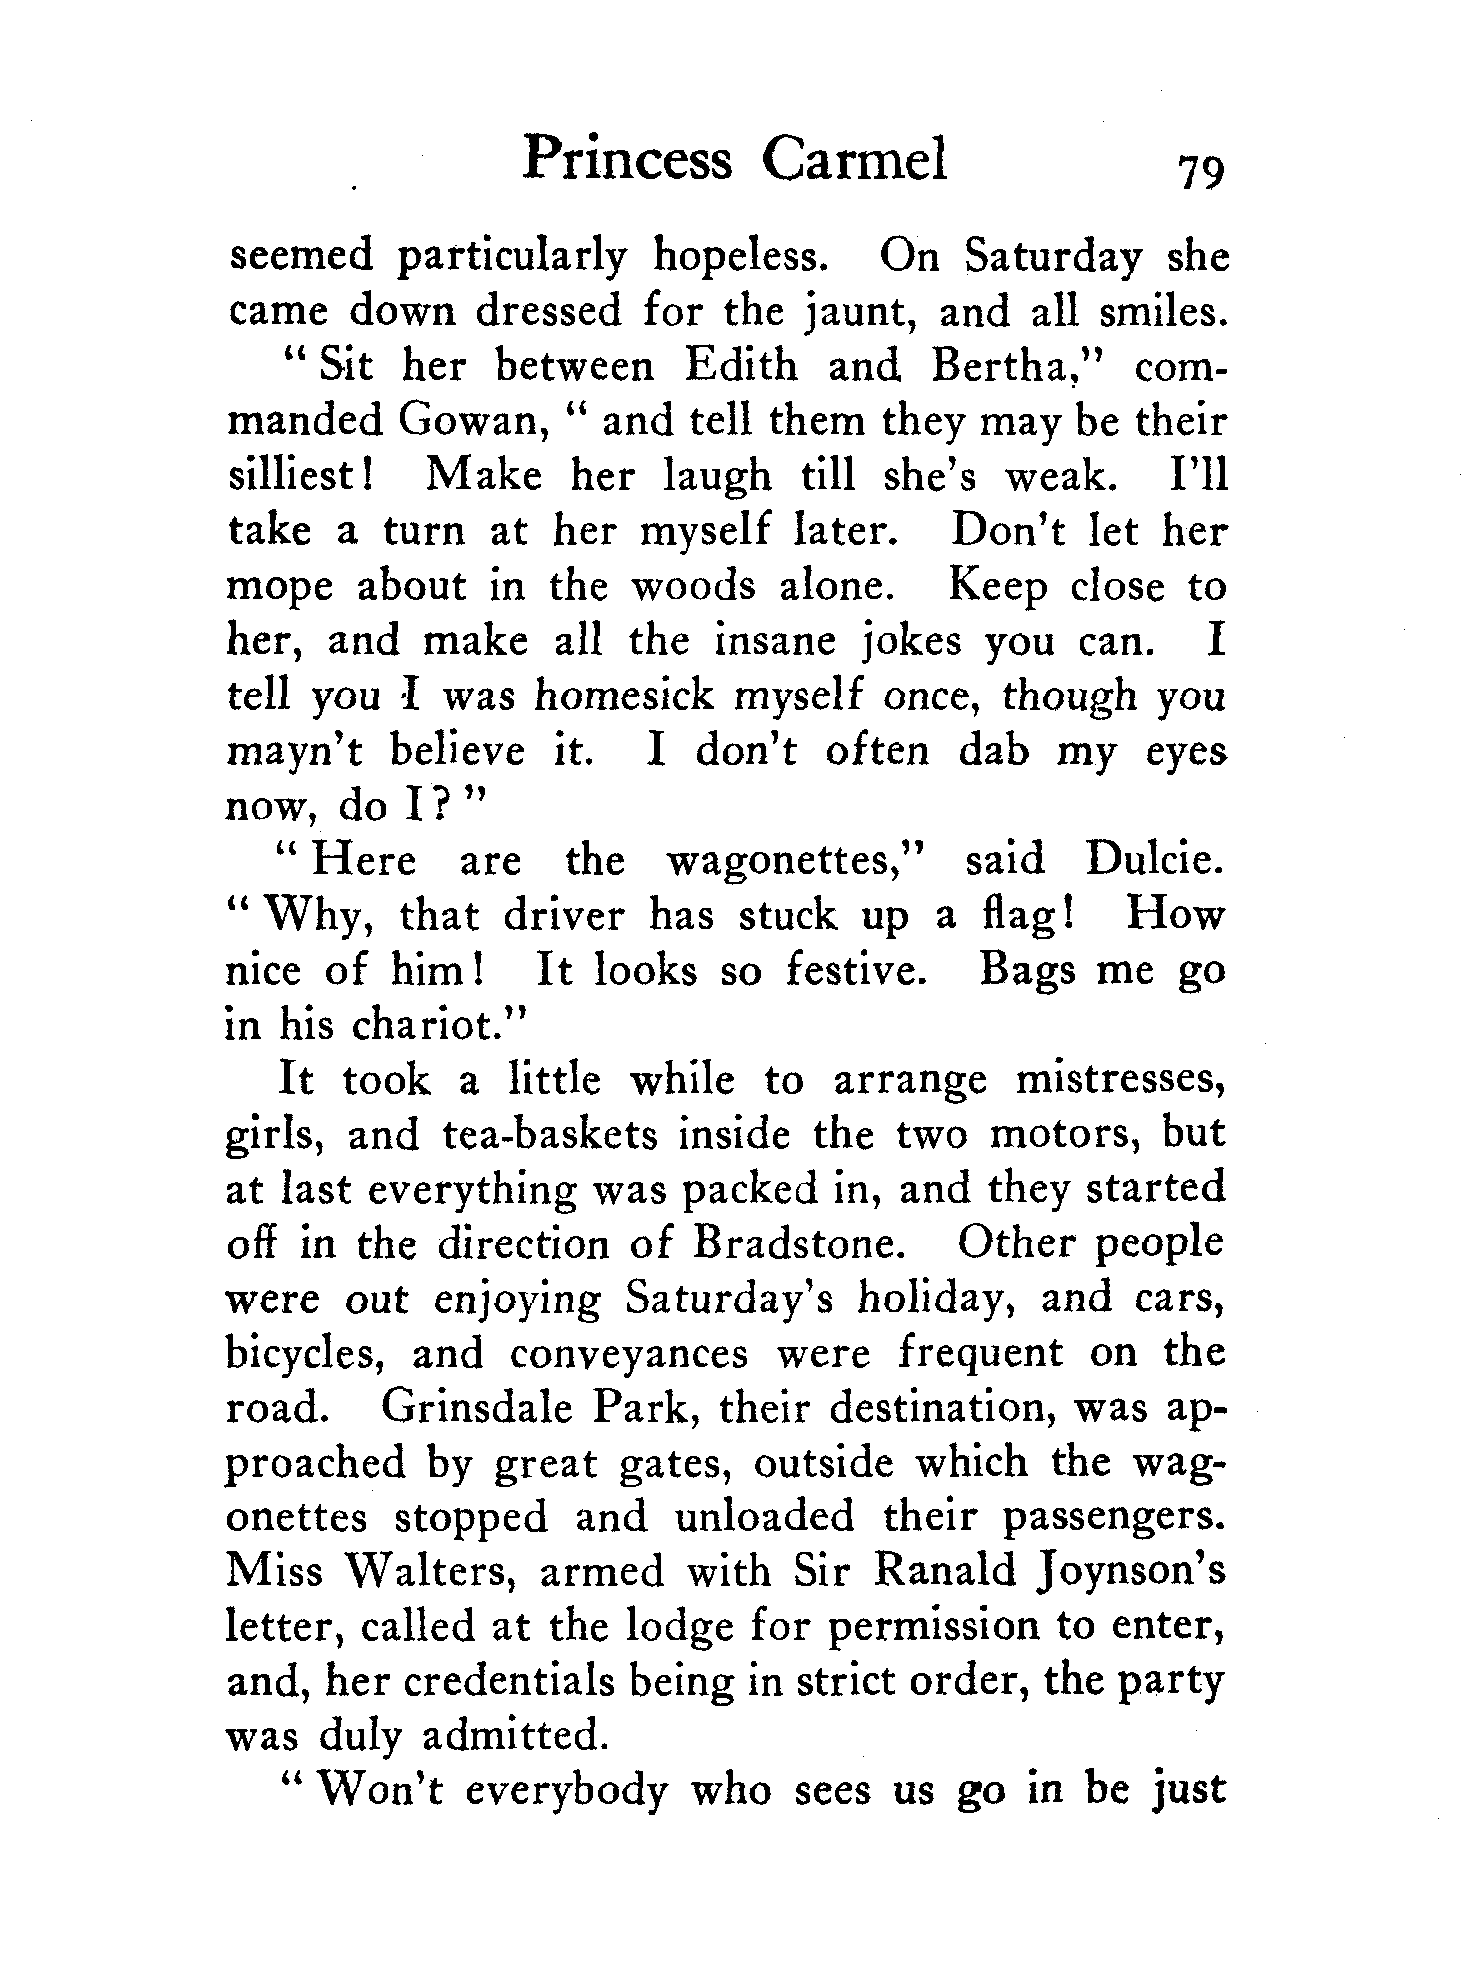 Princess Carmel 79
seemed particularly hopeless. On Saturday she
came down dressed for the jaunt, and all smiles.
“ Sit her between Edith and Bertha,” com-
manded Gowan, “ and tell them they may be their
silliest! Make her laugh till she's weak. I'll
take a turn at her myself later. Don't let her
mope about in the woods alone. Keep close to
her, and make all the insane jokes you can. I
tell you I was homesick myself once, though you
mayn't believe it. I don't often dab my eyes
now, do I? ”
“ Here are the wagonettes,” said Dulcie.
“ Why, that driver has stuck up a flag! How
nice of him! It looks so festive. Bags me go
in his chariot.”
It took a little while to arrange mistresses,
girls, and tea-baskets inside the two motors, but
at last everything was packed in, and they started
off in the direction of Bradstone. Other people
were out enjoying Saturday's holiday, and cars,
bicycles, and conveyances were frequent on the
road. Grinsdale Park, their destination, was ap-
proached by great gates, outside which the wag-
onettes stopped and unloaded their passengers.
Miss Walters, armed with Sir Ranald Joynson's
letter, called at the lodge for permission to enter,
and, her credentials being in strict order, the party
was duly admitted.
“ Won't everybody who sees us go in be just